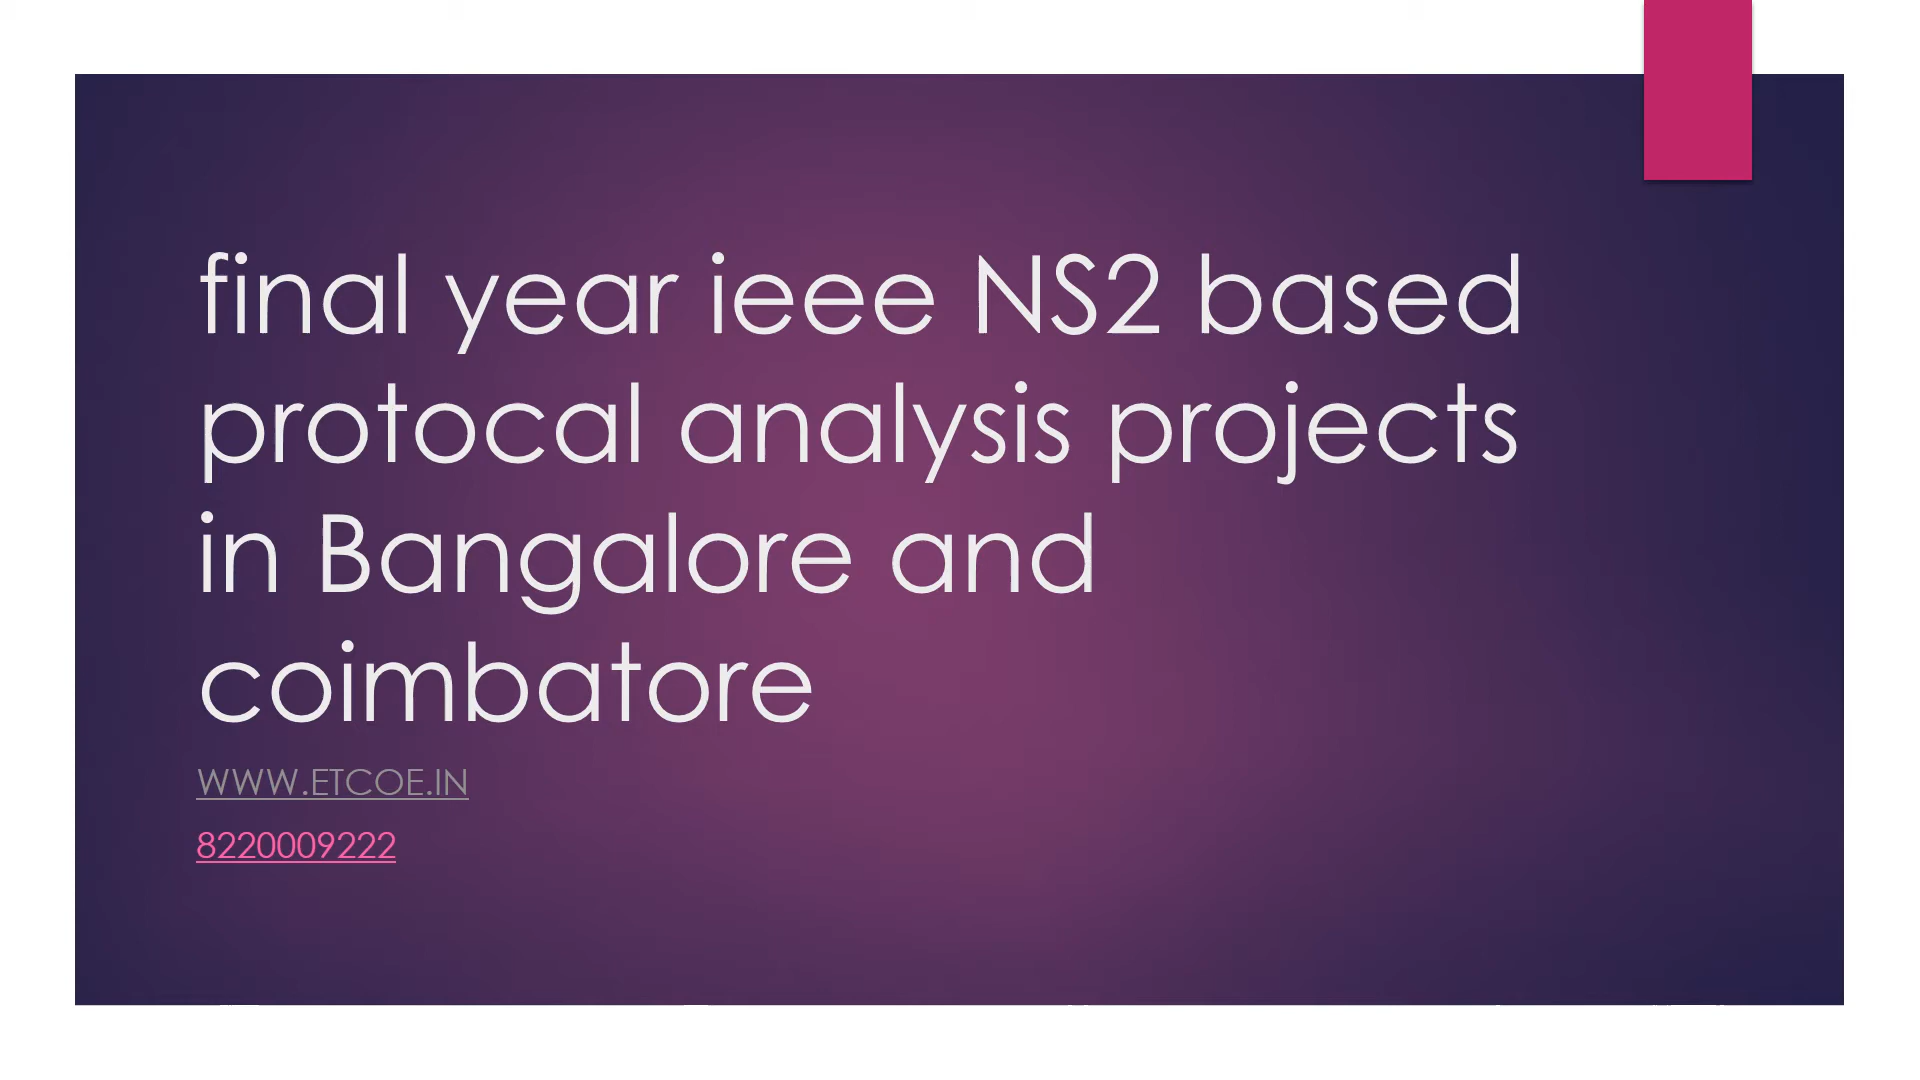 final year ieee NS2 based
protocal analysis projects
in Bangalore and
coimbatore
WWW.ETCOE.IN
8220009222